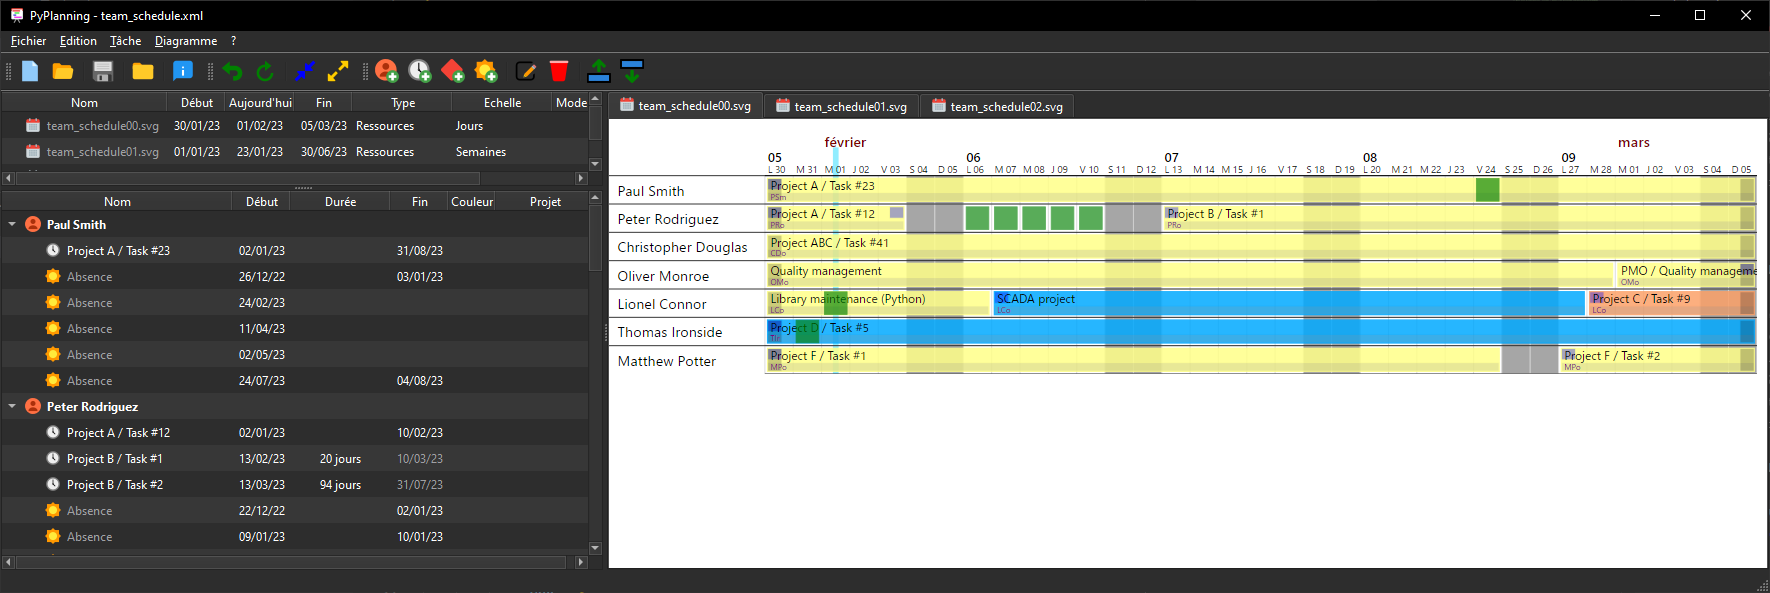 PyPlanning - team_schedule.xml
Fichier Edition Tâche Diagramme ?
Nom Début Aujourd'hui Fin Type Echelle Mode
team_schedule00.svg 30/01/23 01/02/23 05/03/23 Ressources Jours
team_schedule01.svg 01/01/23 23/01/23 30/06/23 Ressources Semaines
Nom Début Durée Fin Couleur Projet
Paul Smith
Project A / Task #23 02/01/23 31/08/23
Absence 26/12/22 03/01/23
Absence 24/02/23
Absence 11/04/23
Absence 02/05/23
Absence 24/07/23 04/08/23
Peter Rodriguez
Project A / Task #12 02/01/23 10/02/23
Project B / Task #1 13/02/23 20 jours 10/03/23
Project B / Task #2 13/03/23 94 jours 31/07/23
Absence 22/12/22 02/01/23
Absence 09/01/23 10/01/23
team_schedule00.svg team_schedule01.svg team_schedule02.svg
février mars
05 06 07 08 09
L 30 M 31 M 01 J 02 V 03 S 04 D 05 L 06 M 07 M 08 J 09 V 10 S 11 D 12 L 13 M 14 M 15 J 16 V 17 S 18 D 19 L 20 M 21 M 22 J 23 V 24 S 25 D 26 L 27 M 28 M 01 J 02 V 03 S 04 D 05
Paul Smith Project A / Task #23
PSm
Peter Rodriguez Project A / Task #12 Project B / Task #1
PRo PRo
Christopher Douglas Project ABC / Task #41
CDo
Oliver Monroe Quality management PMO / Quality manageme
OMo OMo
Lionel Connor Library maintenance (Python) SCADA project Project C / Task #9
LCo LCo LCo
Thomas Ironside Project D / Task #5
TIr
Matthew Potter Project F / Task #1 Project F / Task #2
MPo MPo